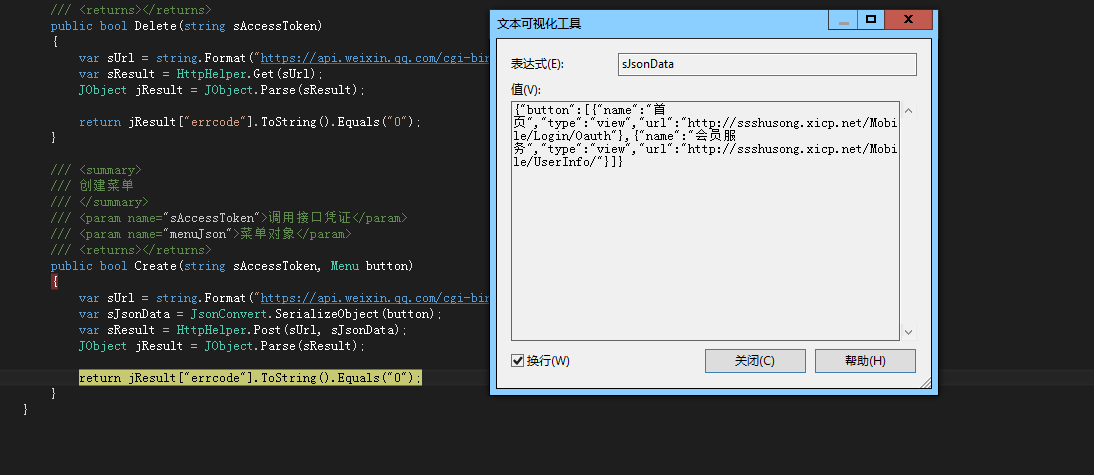 /// <returns></returns>
public bool Delete(string sAccessToken)
{
var sUrl = string.Format("https://api.weixin.qq.com/cgi-bin
var sResult = HttpHelper.Get(sUrl);
JObject jResult = JObject.Parse(sResult);
return jResult["errcode"].ToString().Equals("0");
}
/// <summary>
/// 创建菜单
/// </summary>
/// <param name="sAccessToken">调用接口凭证</param>
/// <param name="menuJson">菜单对象</param>
/// <returns></returns>
public bool Create(string sAccessToken, Menu button)
{
var sUrl = string.Format("https://api.weixin.qq.com/cgi-bin
var sJsonData = JsonConvert.SerializeObject(button);
var sResult = HttpHelper.Post(sUrl, sJsonData);
JObject jResult = JObject.Parse(sResult);
return jResult["errcode"].ToString().Equals("0");
}
}
文本可视化工具
表达式(E):
sJsonData
值(V):
{"button":[{"name":"首
页","type":"view","url":"http://ssshusong.xicp.net/Mobi
le/Login/Oauth"},{"name":"会员服
务","type":"view","url":"http://ssshusong.xicp.net/Mobi
le/UserInfo/"}]}
换行(W)
关闭(C)
帮助(H)